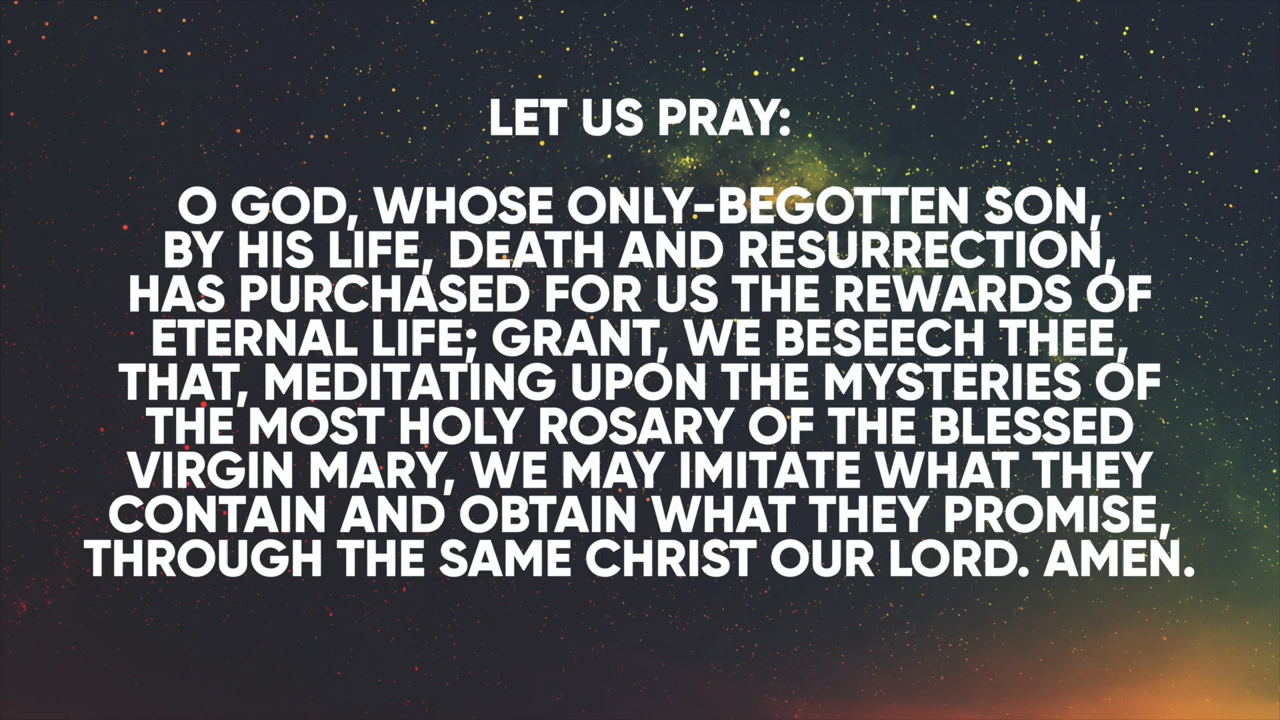 LET US PRAY:
O GOD, WHOSE ONLY-BEGOTTEN SON,
BY HIS LIFE, DEATH AND RESURRECTION,
HAS PURCHASED FOR US THE REWARDS OF
ETERNAL LIFE; GRANT, WE BESEECH THEE,
THAT, MEDITATING UPON THE MYSTERIES OF
THE MOST HOLY ROSARY OF THE BLESSED
VIRGIN MARY, WE MAY IMITATE WHAT THEY
CONTAIN AND OBTAIN WHAT THEY PROMISE,
THROUGH THE SAME CHRIST OUR LORD. AMEN.